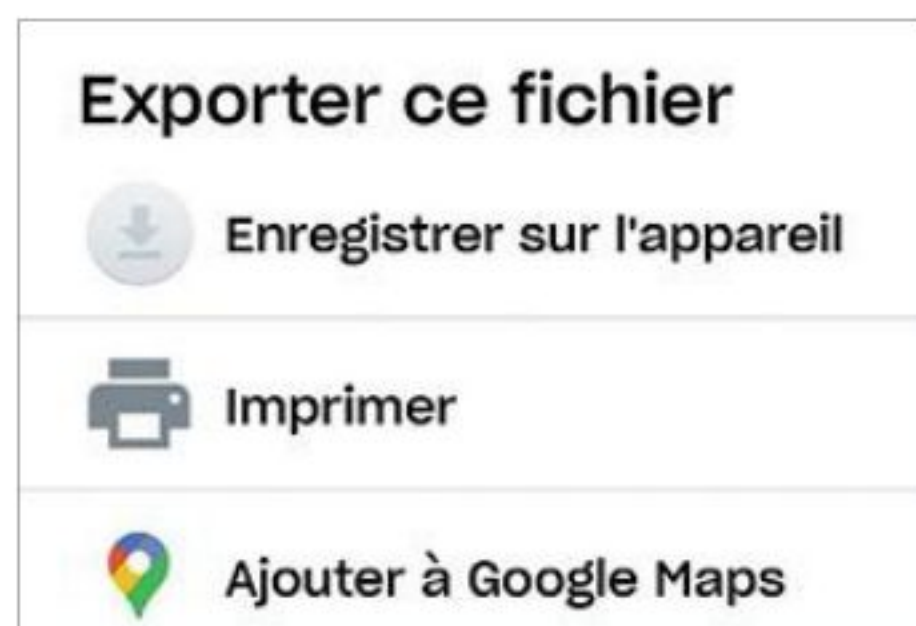 Exporter ce fichier
Enregistrer sur l'appareil
Imprimer
Ajouter à Google Maps